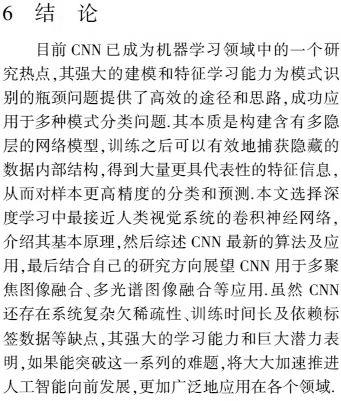 6 结 论
目前 CNN 已成为机器学习领域中的一个研
究热点,其强大的建模和特征学习能力为模式识
别的瓶颈问题提供了高效的途径和思路,成功应
用于多种模式分类问题.其本质是构建含有多隐
层的网络模型,训练之后可以有效地捕获隐藏的
数据内部结构,得到大量更具代表性的特征信息,
从而对样本更高精度的分类和预测.本文选择深
度学习中最接近人类视觉系统的卷积神经网络,
介绍其基本原理,然后综述 CNN 最新的算法及应
用,最后结合自己的研究方向展望 CNN 用于多聚
焦图像融合、多光谱图像融合等应用.虽然 CNN
还存在系统复杂欠稀疏性、训练时间长及依赖标
签数据等缺点,其强大的学习能力和巨大潜力表
明,如果能突破这一系列的难题,将大大加速推进
人工智能向前发展,更加广泛地应用在各个领域.